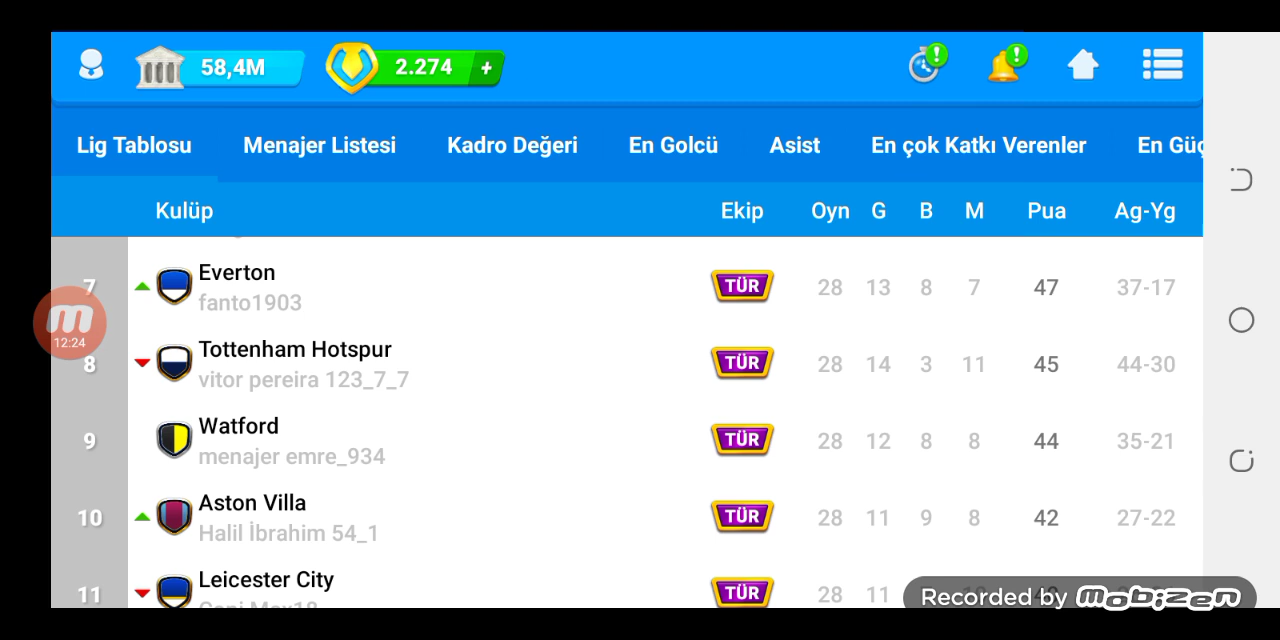 58,4M 2.274 +
Lig Tablosu Menajer Listesi Kadro Değeri En Golcü Asist En çok Katkı Verenler En Güç
Kulüp Ekip Oyn G B M Pua Ag-Yg
7 Everton TÜR 28 13 8 7 47 37-17
fanto1903
12:24
8 Tottenham Hotspur TÜR 28 14 3 11 45 44-30
vitor pereira 123_7_7
9 Watford TÜR 28 12 8 8 44 35-21
menajer emre_934
10 Aston Villa TÜR 28 11 9 8 42 27-22
Halil İbrahim 54_1
11 Leicester City TÜR 28 11
Recorded by Mobizen